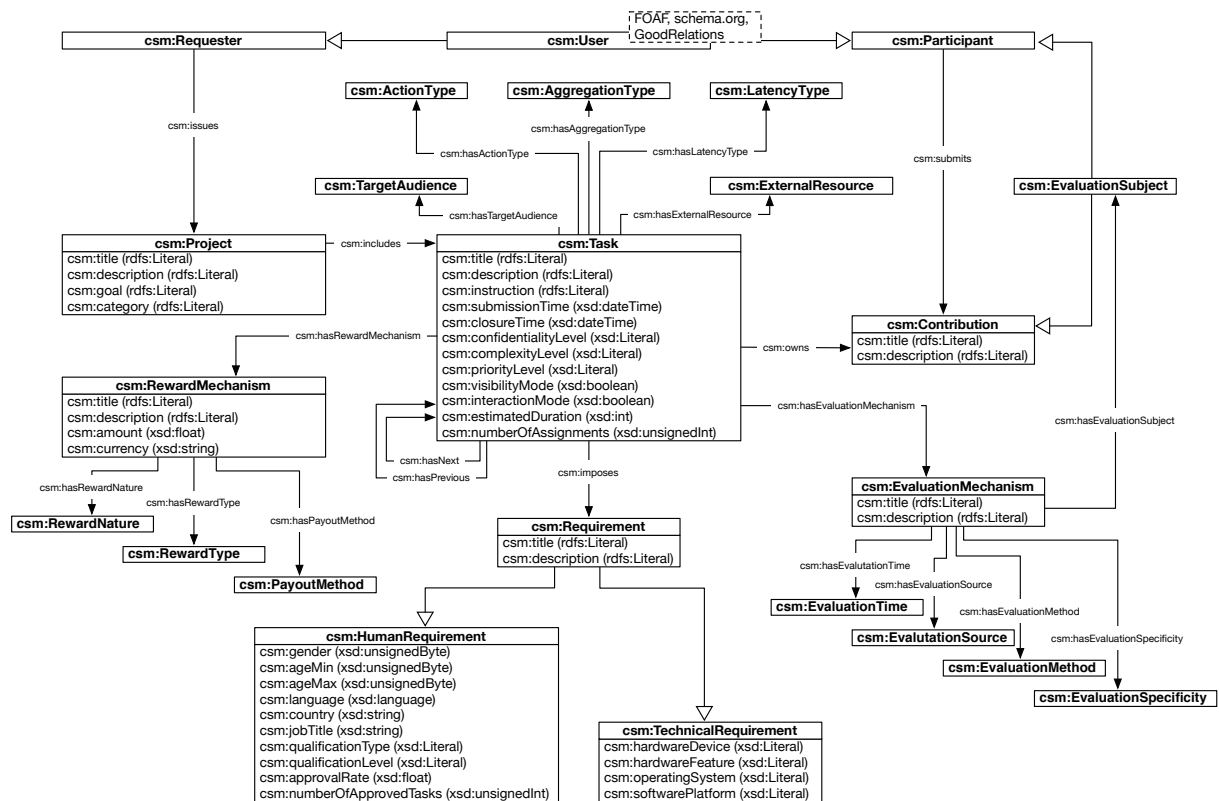 FOAF, schema.org,
GoodRelations
csm:Requester
csm:User
csm:Participant
csm:ActionType
csm:AggregationType
csm:LatencyType
csm:issues
csm:hasAggregationType
csm:hasActionType
csm:hasLatencyType
csm:submits
csm:TargetAudience
csm:ExternalResource
csm:EvaluationSubject
csm:hasTargetAudience
csm:hasExternalResource
csm:Project
csm:title (rdfs:Literal)
csm:description (rdfs:Literal)
csm:goal (rdfs:Literal)
csm:category (rdfs:Literal)
csm:includes
csm:Task
csm:title (rdfs:Literal)
csm:description (rdfs:Literal)
csm:instruction (rdfs:Literal)
csm:submissionTime (xsd:dateTime)
csm:closureTime (xsd:dateTime)
csm:confidentialityLevel (xsd:Literal)
csm:complexityLevel (xsd:Literal)
csm:priorityLevel (xsd:Literal)
csm:visibilityMode (xsd:boolean)
csm:interactionMode (xsd:boolean)
csm:estimatedDuration (xsd:int)
csm:numberOfAssignments (xsd:unsignedInt)
csm:Contribution
csm:title (rdfs:Literal)
csm:description (rdfs:Literal)
csm:owns
csm:hasRewardMechanism
csm:RewardMechanism
csm:title (rdfs:Literal)
csm:description (rdfs:Literal)
csm:amount (xsd:float)
csm:currency (xsd:string)
csm:hasEvaluationMechanism
csm:hasEvaluationSubject
csm:hasNext
csm:hasPrevious
csm:imposes
csm:hasRewardNature
csm:hasRewardType
csm:hasPayoutMethod
csm:RewardNature
csm:RewardType
csm:PayoutMethod
csm:EvaluationMechanism
csm:title (rdfs:Literal)
csm:description (rdfs:Literal)
csm:Requirement
csm:title (rdfs:Literal)
csm:description (rdfs:Literal)
csm:hasEvalutationTime
csm:hasEvaluationSource
csm:hasEvaluationMethod
csm:hasEvaluationSpecificity
csm:EvaluationTime
csm:EvalutationSource
csm:EvaluationMethod
csm:EvaluationSpecificity
csm:HumanRequirement
csm:gender (xsd:unsignedByte)
csm:ageMin (xsd:unsignedByte)
csm:ageMax (xsd:unsignedByte)
csm:language (xsd:language)
csm:country (xsd:string)
csm:jobTitle (xsd:string)
csm:qualificationType (xsd:Literal)
csm:qualificationLevel (xsd:Literal)
csm:approvalRate (xsd:float)
csm:numberOfApprovedTasks (xsd:unsignedInt)
csm:TechnicalRequirement
csm:hardwareDevice (xsd:Literal)
csm:hardwareFeature (xsd:Literal)
csm:operatingSystem (xsd:Literal)
csm:softwarePlatform (xsd:Literal)